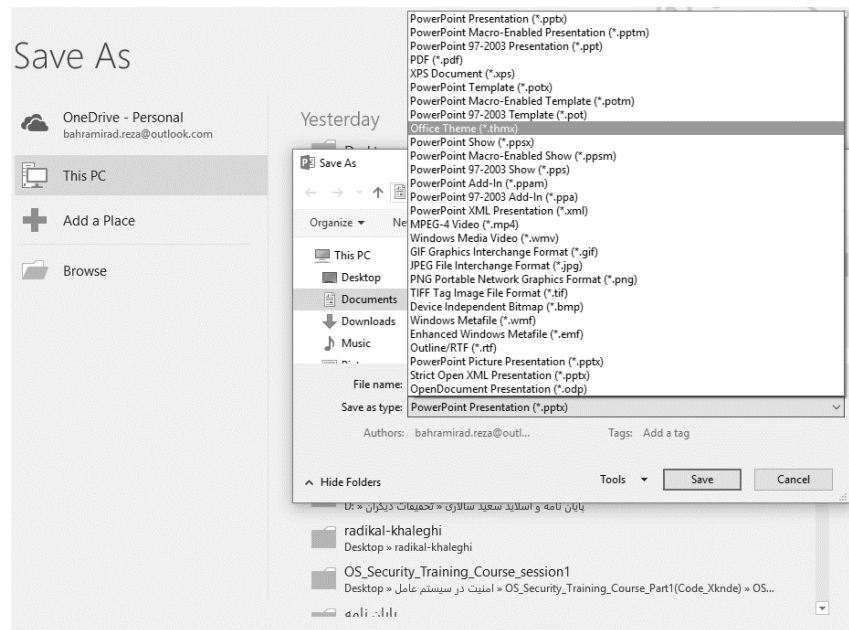 Save As
OneDrive - Personal
bahramirad.reza@outlook.com
This PC
Add a Place
Browse
Yesterday
Save As
Organize
Ne
This PC
Desktop
Documents
Downloads
Music
PowerPoint Presentation (*.pptx)
PowerPoint Macro-Enabled Presentation (*.pptm)
PowerPoint 97-2003 Presentation (*.ppt)
PDF (*.pdf)
XPS Document (*.xps)
PowerPoint Template (*.potx)
PowerPoint Macro-Enabled Template (*.potm)
PowerPoint 97-2003 Template (*.pot)
Office Theme (*.thmx)
PowerPoint Show (*.ppsx)
PowerPoint Macro-Enabled Show (*.ppsm)
PowerPoint 97-2003 Show (*.pps)
PowerPoint Add-In (*.ppam)
PowerPoint 97-2003 Add-In (*.ppa)
PowerPoint XML Presentation (*.xml)
MPEG-4 Video (*.mp4)
Windows Media Video (*.wmv)
GIF Graphics Interchange Format (*.gif)
JPEG File Interchange Format (*.jpg)
PNG Portable Network Graphics Format (*.png)
TIFF Tag Image File Format (*.tif)
Device Independent Bitmap (*.bmp)
Windows Metafile (*.wmf)
Enhanced Windows Metafile (*.emf)
Outline/RTF (*.rtf)
PowerPoint Picture Presentation (*.pptx)
Strict Open XML Presentation (*.pptx)
OpenDocument Presentation (*.odp)
File name:
Save as type: PowerPoint Presentation (*.pptx)
Authors: bahramirad.reza@outl... Tags: Add a tag
Hide Folders Tools Save Cancel
D: » پایان نامه و اسلاید سعید سالاری » تحقیقات دیگران
radikal-khaleghi
Desktop » radikal-khaleghi
OS_Security_Training_Course_session1
Desktop » امنیت در سیستم عامل » OS_Security_Training_Course_Part1(Code_Xknde) » OS...